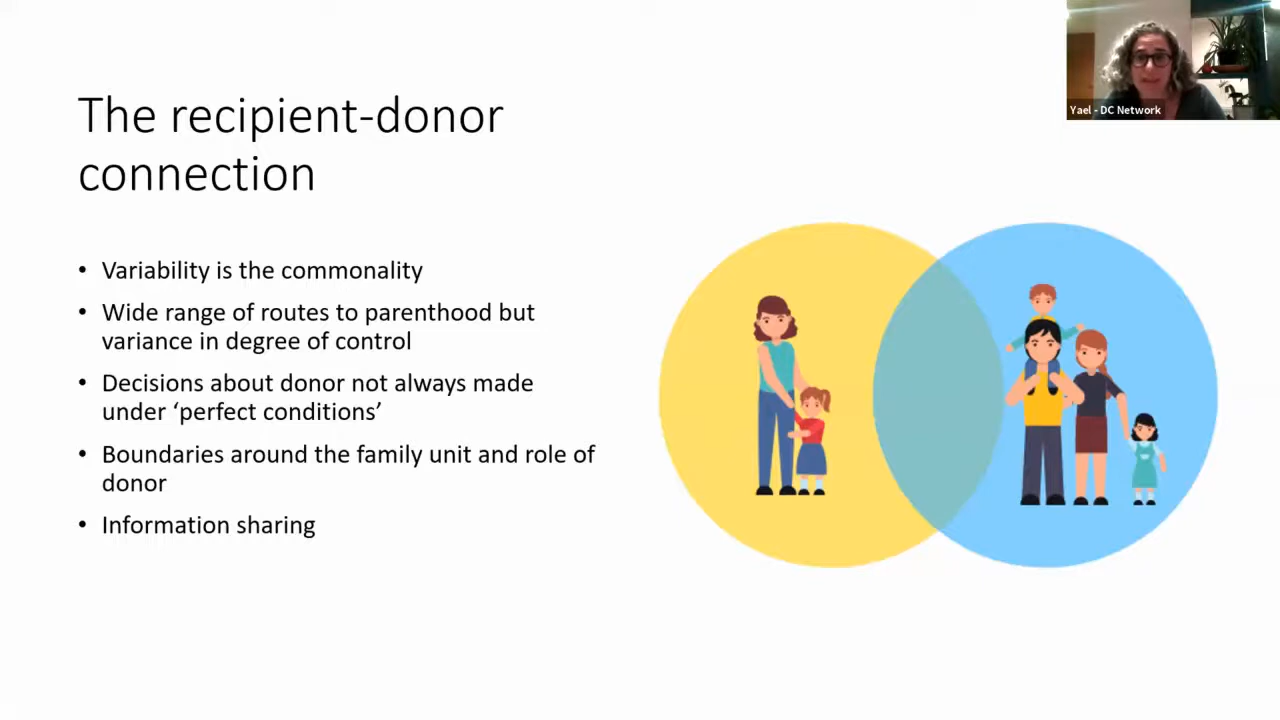 The recipient-donor
connection
• Variability is the commonality
• Wide range of routes to parenthood but
variance in degree of control
• Decisions about donor not always made
under ‘perfect conditions’
• Boundaries around the family unit and role of
donor
• Information sharing
Yael - DC Network